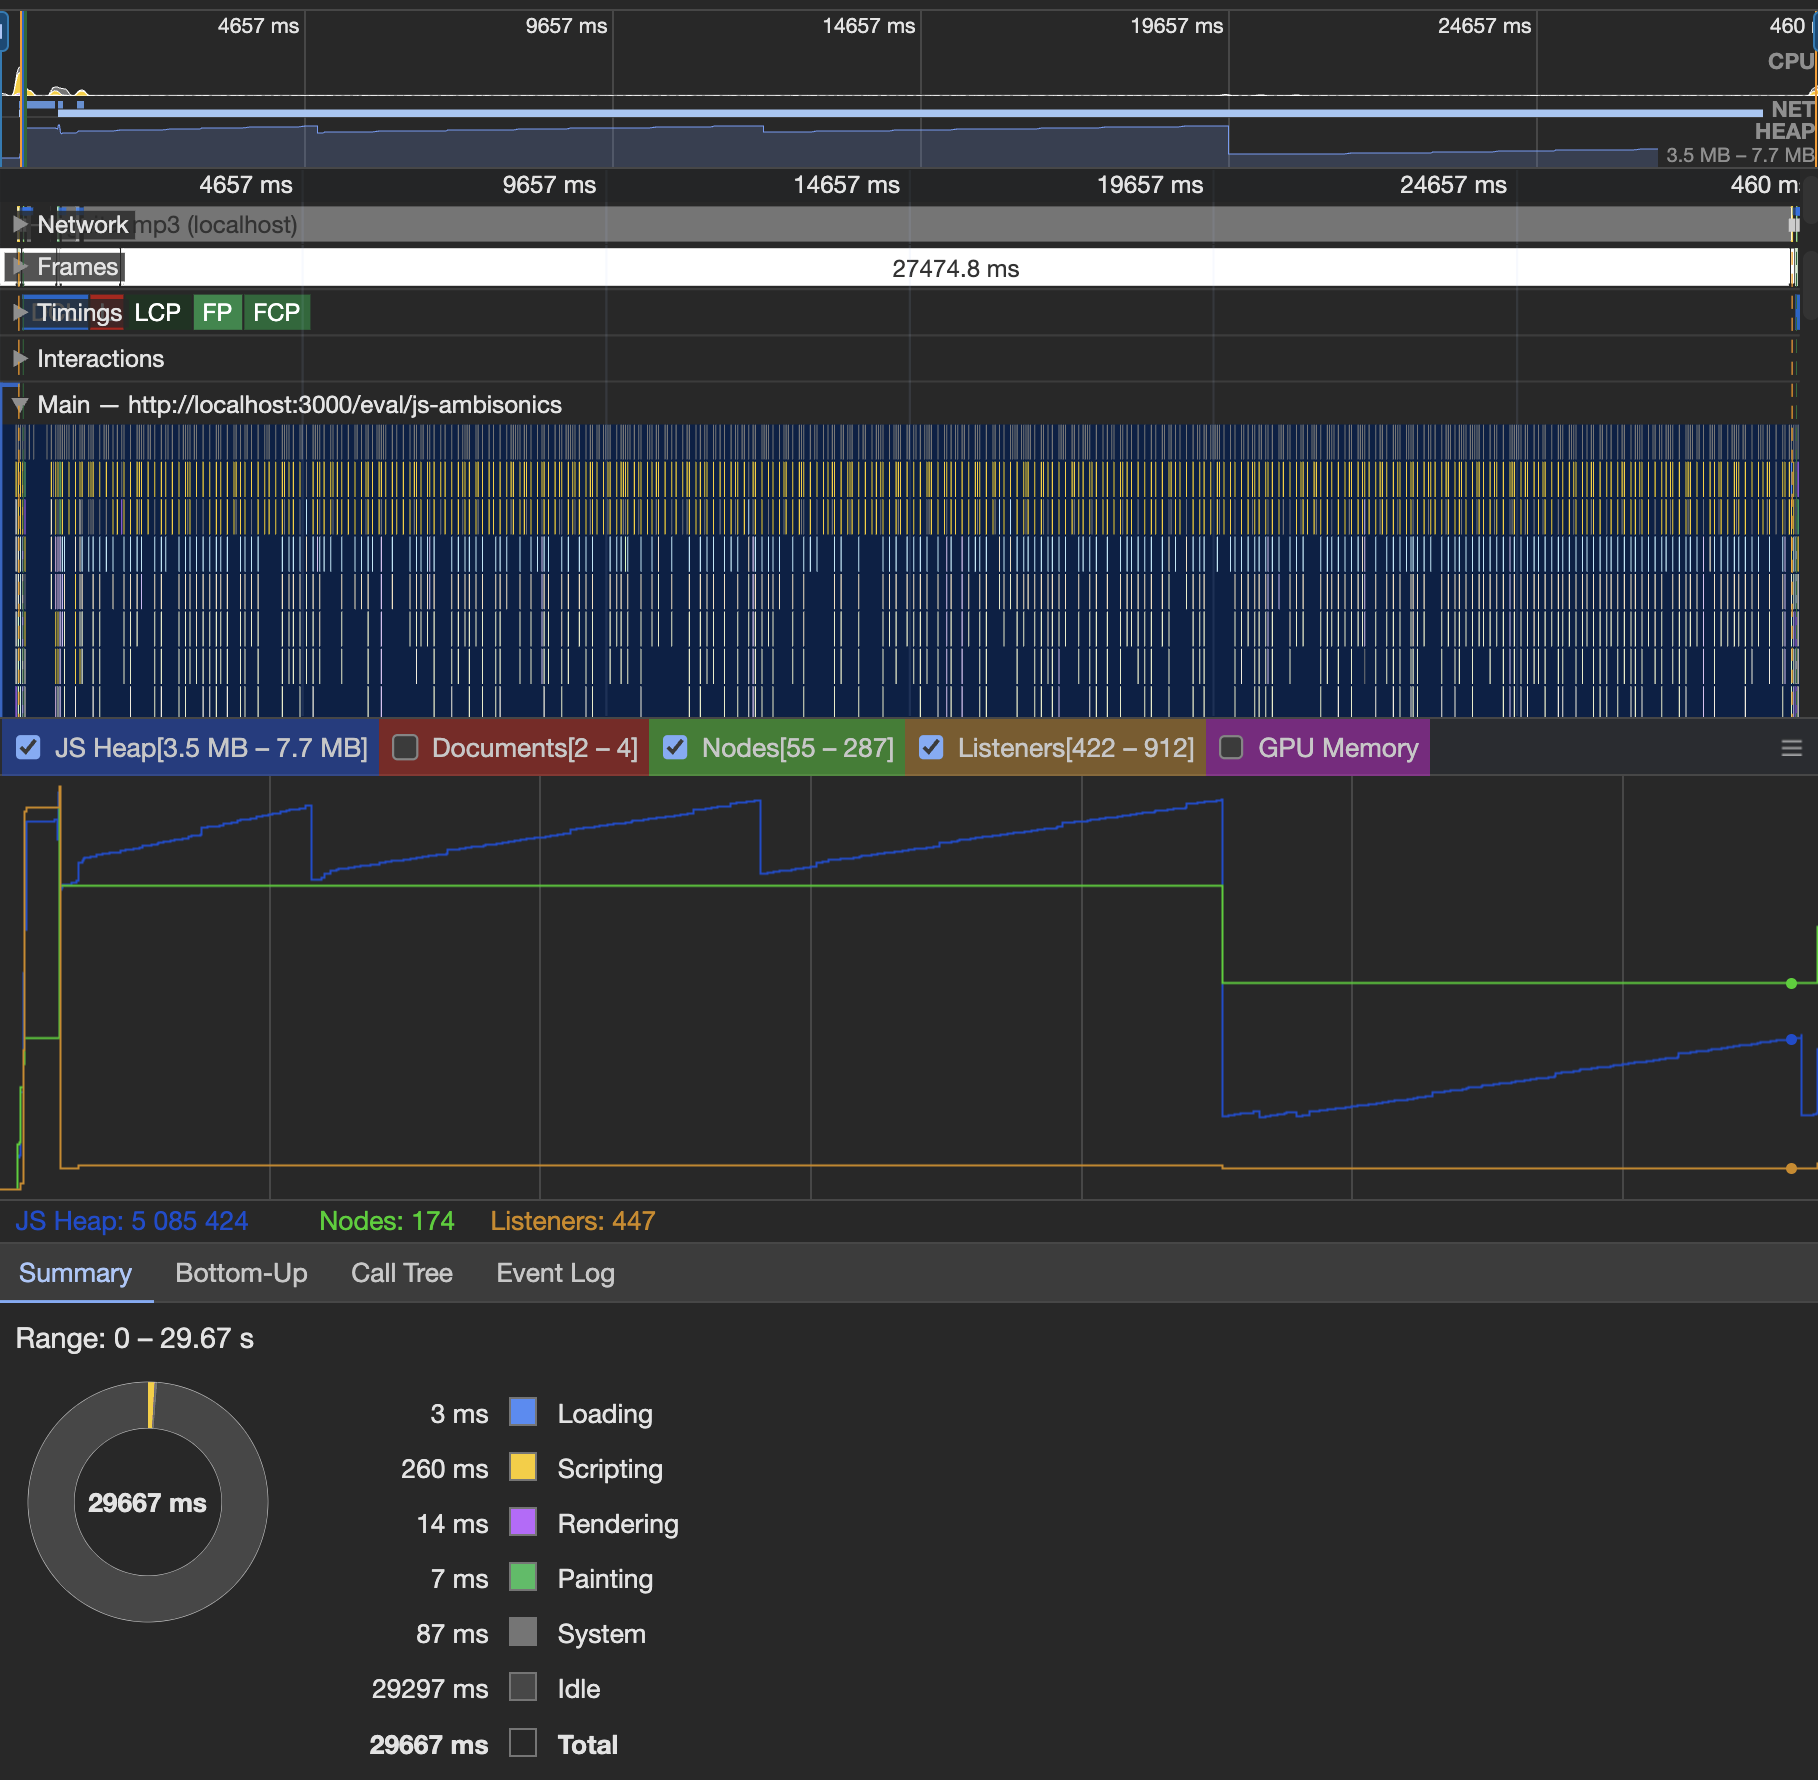 4657 ms 9657 ms 14657 ms 19657 ms 24657 ms 460
CPU
NET
HEAP
3.5 MB – 7.7 MB
4657 ms 9657 ms 14657 ms 19657 ms 24657 ms 460 m
Network mp3 (localhost)
Frames 27474.8 ms
Timings LCP FP FCP
Interactions
Main — http://localhost:3000/eval/js-ambisonics
JS Heap[3.5 MB – 7.7 MB] Documents[2 – 4] Nodes[55 – 287] Listeners[422 – 912] GPU Memory
JS Heap: 5 085 424 Nodes: 174 Listeners: 447
Summary Bottom-Up Call Tree Event Log
Range: 0 – 29.67 s
29667 ms
3 ms Loading
260 ms Scripting
14 ms Rendering
7 ms Painting
87 ms System
29297 ms Idle
29667 ms Total